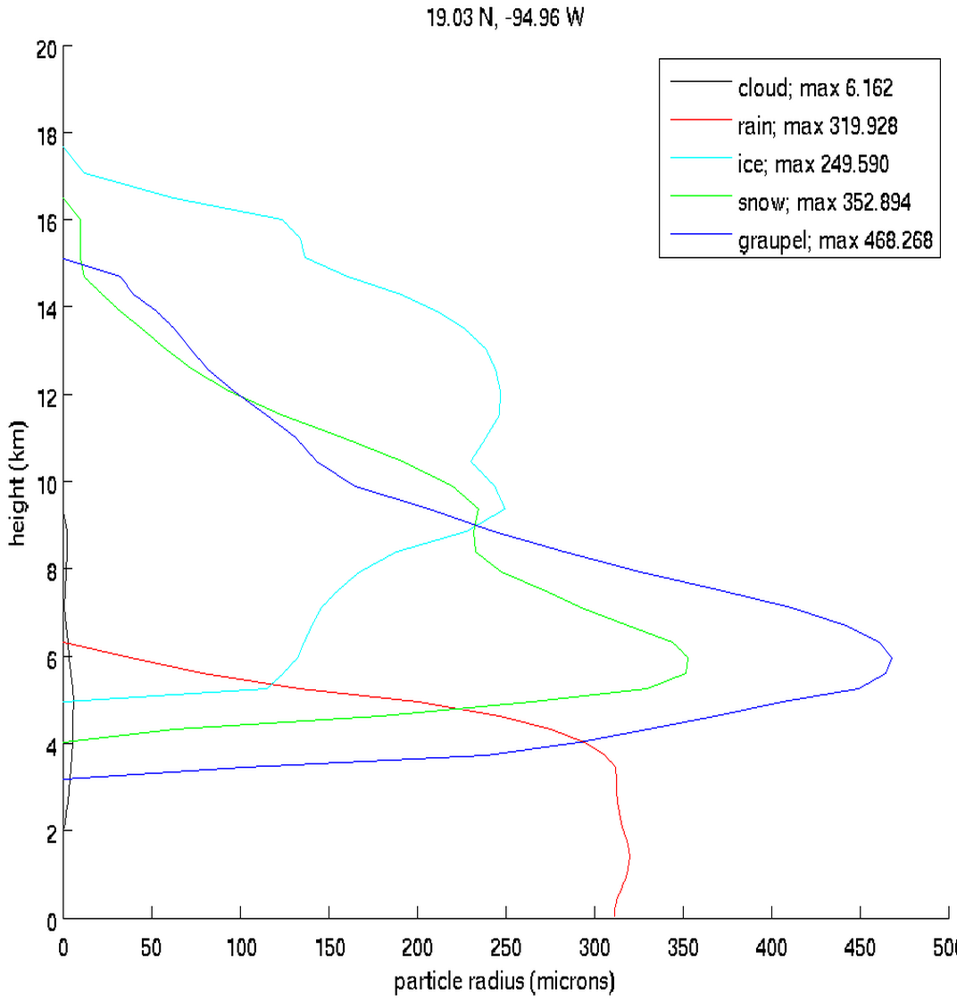 19.03 N, -94.96 W
cloud; max 6.162
rain; max 319.928
ice; max 249.590
snow; max 352.894
graupel; max 468.268
height (km)
20
18
16
14
12
10
8
6
4
2
0
0 50 100 150 200 250 300 350 400 450 500
particle radius (microns)